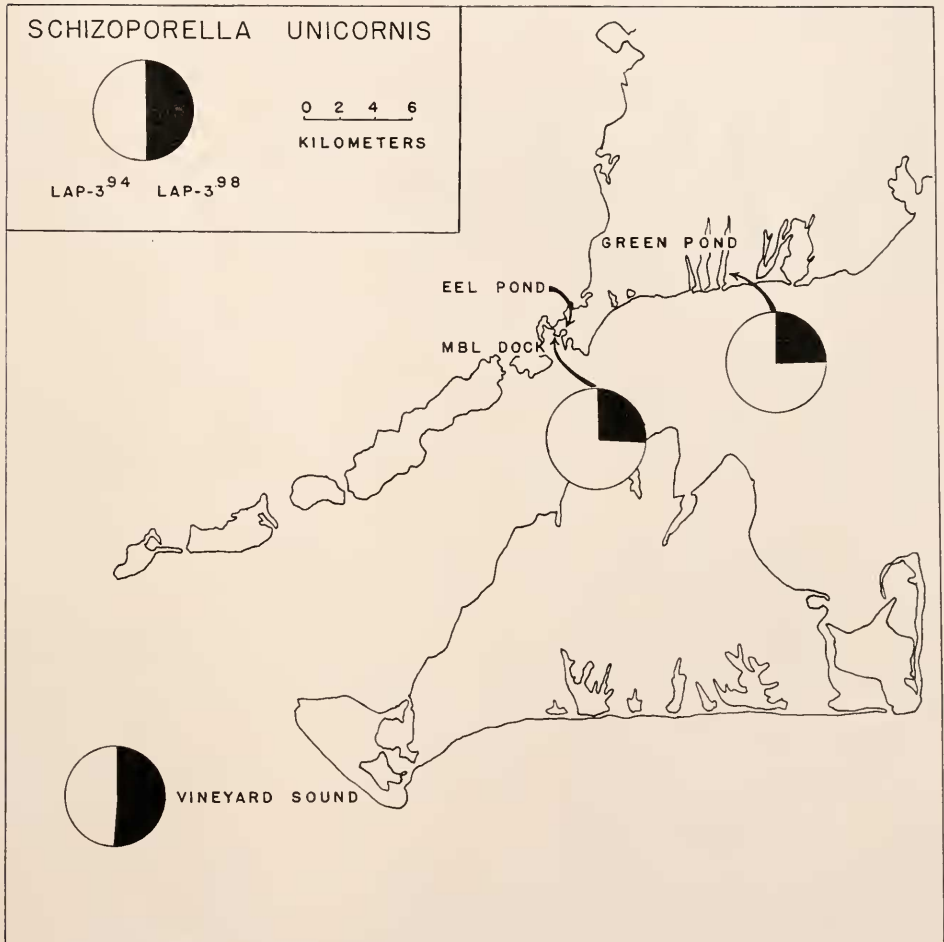 SCHIZOPORELLA UNICORNIS
0 2 4 6
KILOMETERS
LAP-3.94 LAP-3.98
GREEN POND
EEL POND
MBL DOCK
VINEYARD SOUND